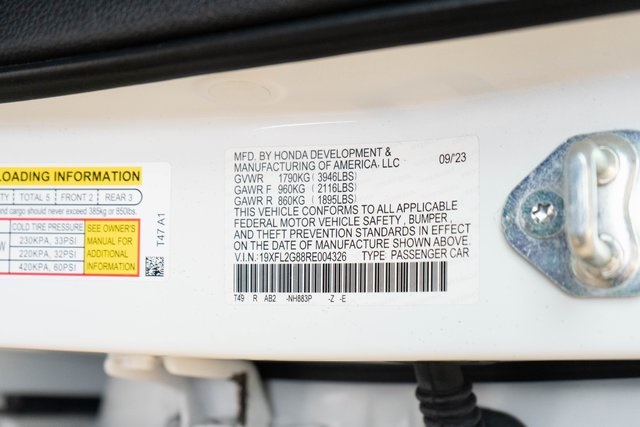 LOADING INFORMATION
TY TOTAL 5 FRONT 2 REAR 3
and cargo should never exceed 385kg or 850lbs.
COLD TIRE PRESSURE
230KPA, 33PSI
220KPA, 32PSI
420KPA, 60PSI
SEE OWNER'S
MANUAL FOR
ADDITIONAL
INFORMATION
T47 A1
MFD. BY HONDA DEVELOPMENT &
MANUFACTURING OF AMERICA, LLC 09/23
GVWR 1790KG ( 3946LBS)
GAWR F 960KG ( 2116LBS)
GAWR R 860KG ( 1895LBS)
THIS VEHICLE CONFORMS TO ALL APPLICABLE
FEDERAL MOTOR VEHICLE SAFETY , BUMPER ,
AND THEFT PREVENTION STANDARDS IN EFFECT
ON THE DATE OF MANUFACTURE SHOWN ABOVE.
V.I.N.: 19XFL2G88RE004326 TYPE PASSENGER CAR
T49 R AB2 -NH883P -Z -E